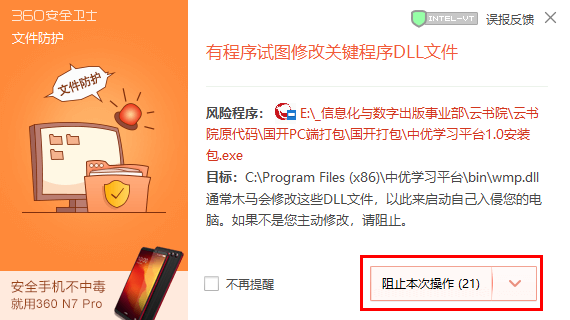 360安全卫士
文件防护
文件防护
安全手机不中毒
就用360 N7 Pro
INTEL-VT 误报反馈
有程序试图修改关键程序DLL文件
风险程序： E:\_信息化与数字出版事业部\云书院\云书
院原代码\国开PC端打包\国开打包\中优学习平台1.0安装
包.exe
目标：C:\Program Files (x86)\中优学习平台\bin\wmp.dll
通常木马会修改这些DLL文件，以此来启动自己入侵您的电
脑。如果不是您主动修改，请阻止。
不再提醒
阻止本次操作 (21)